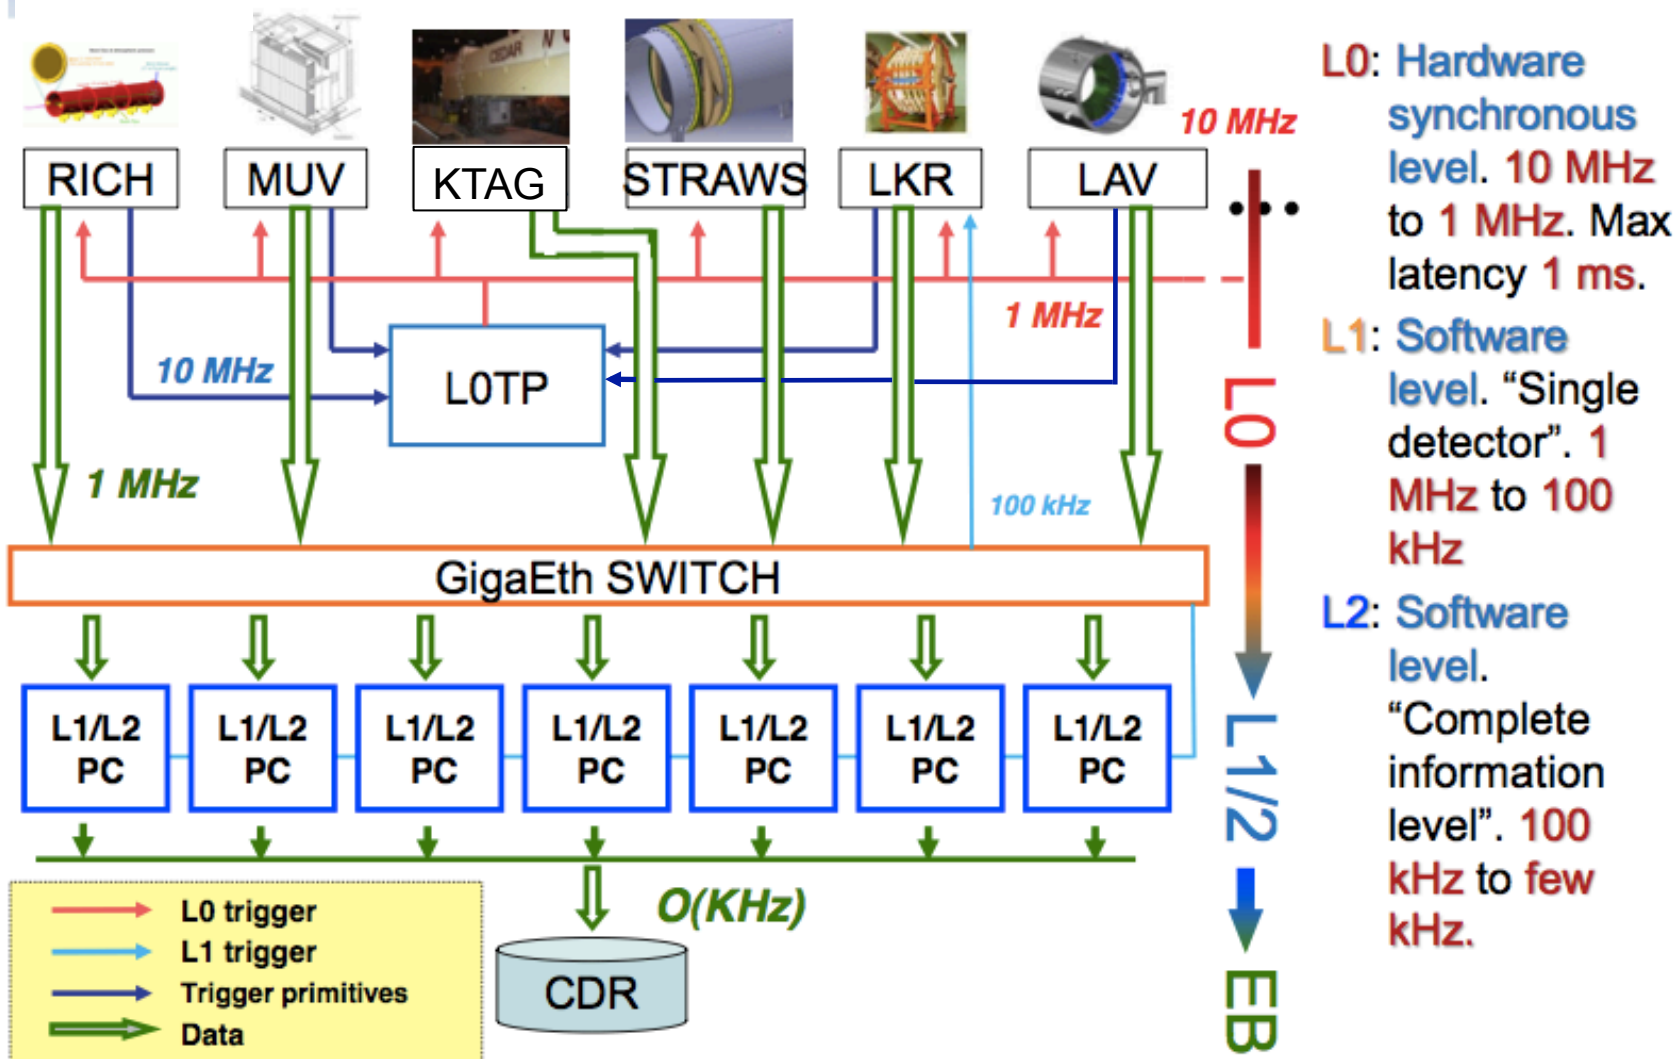 CEDAR
10 MHz
RICH
MUV
KTAG
STRAWS
LKR
LAV
1 MHz
10 MHz
L0TP
1 MHz
100 kHz
GigaEth SWITCH
L1/L2
PC
L1/L2
PC
L1/L2
PC
L1/L2
PC
L1/L2
PC
L1/L2
PC
L1/L2
PC
O(KHz)
CDR
L0 trigger
L1 trigger
Trigger primitives
Data
L0
L1/2
EB
L0: Hardware
synchronous
level. 10 MHz
to 1 MHz. Max
latency 1 ms.
L1: Software
level. “Single
detector”. 1
MHz to 100
kHz
L2: Software
level.
“Complete
information
level”. 100
kHz to few
kHz.